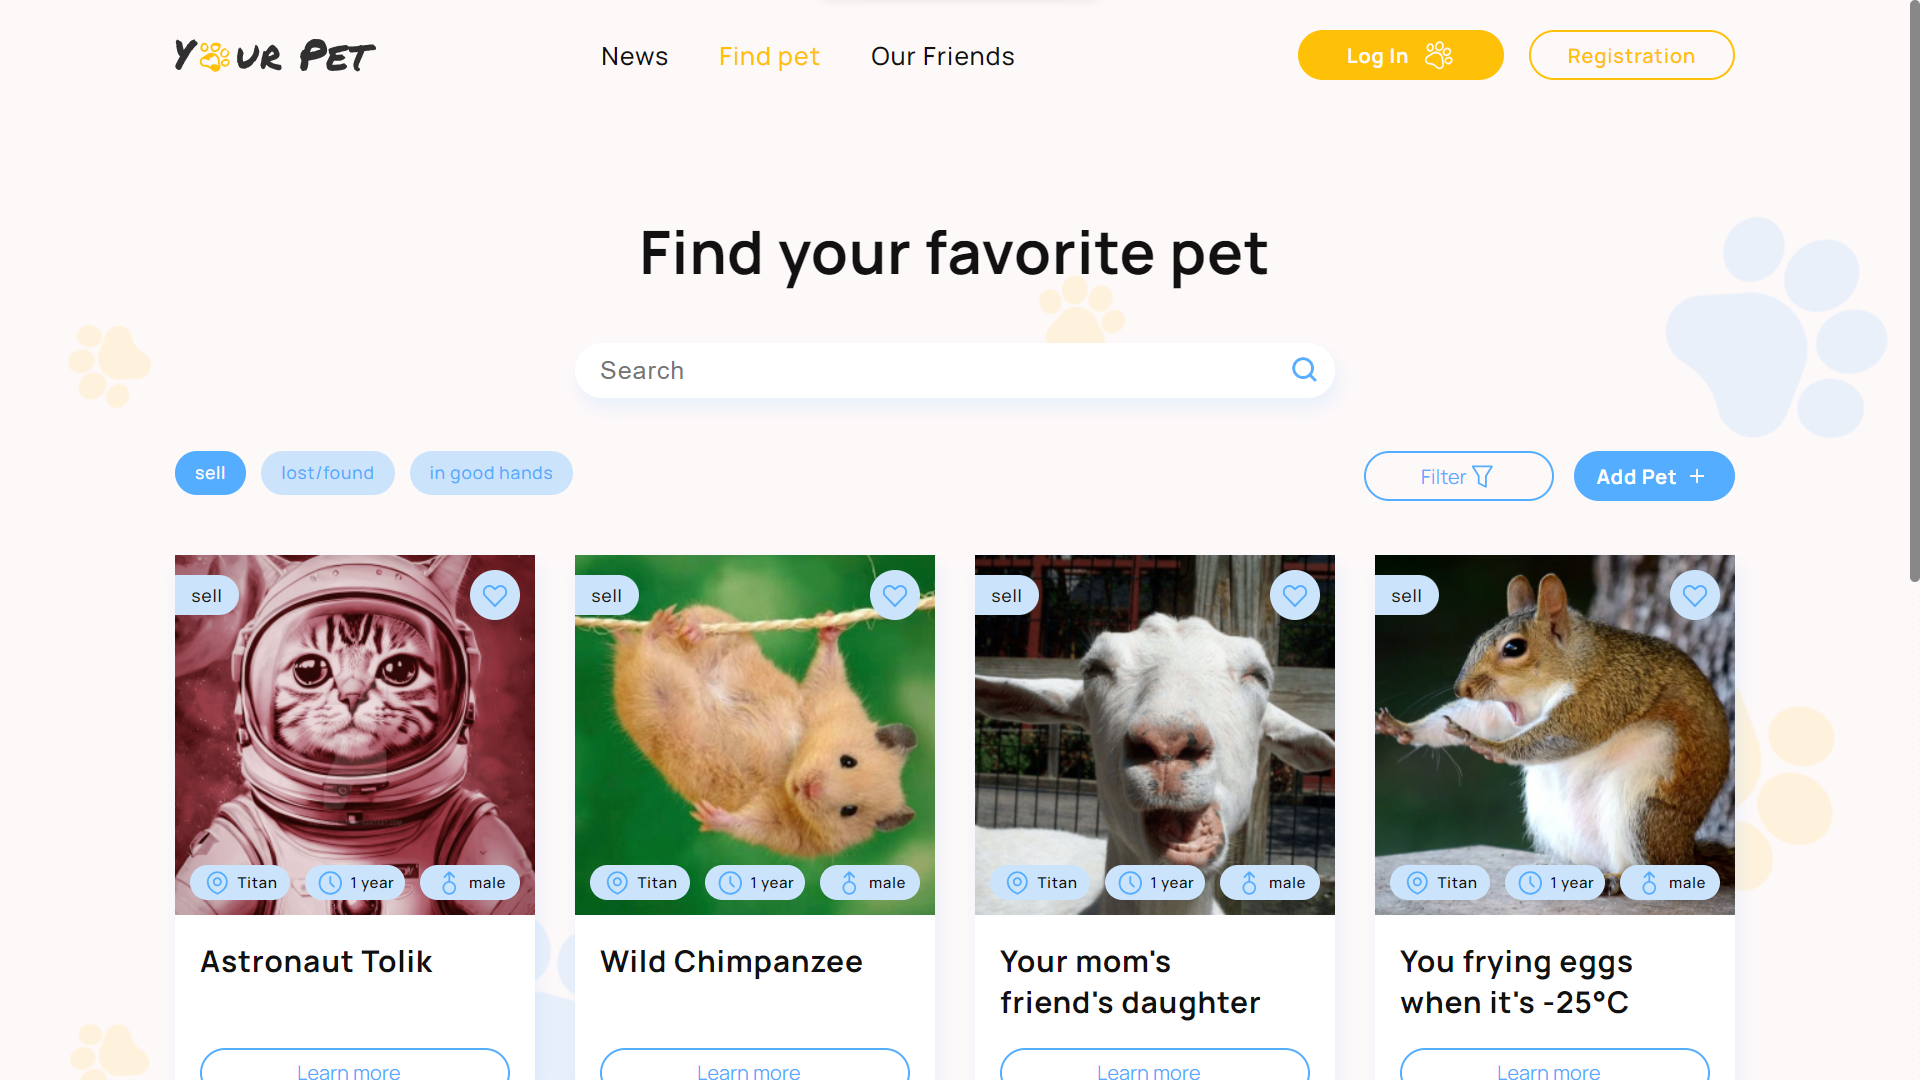 Your Pet
News Find pet Our Friends
Log In Registration
Find your favorite pet
Search
sell lost/found in good hands
Filter Add Pet +
sell sell sell sell
Titan 1 year male Titan 1 year male Titan 1 year male Titan 1 year male
Astronaut Tolik
Wild Chimpanzee
Your mom's
friend's daughter
You frying eggs
when it's -25°C
Learn more Learn more Learn more Learn more